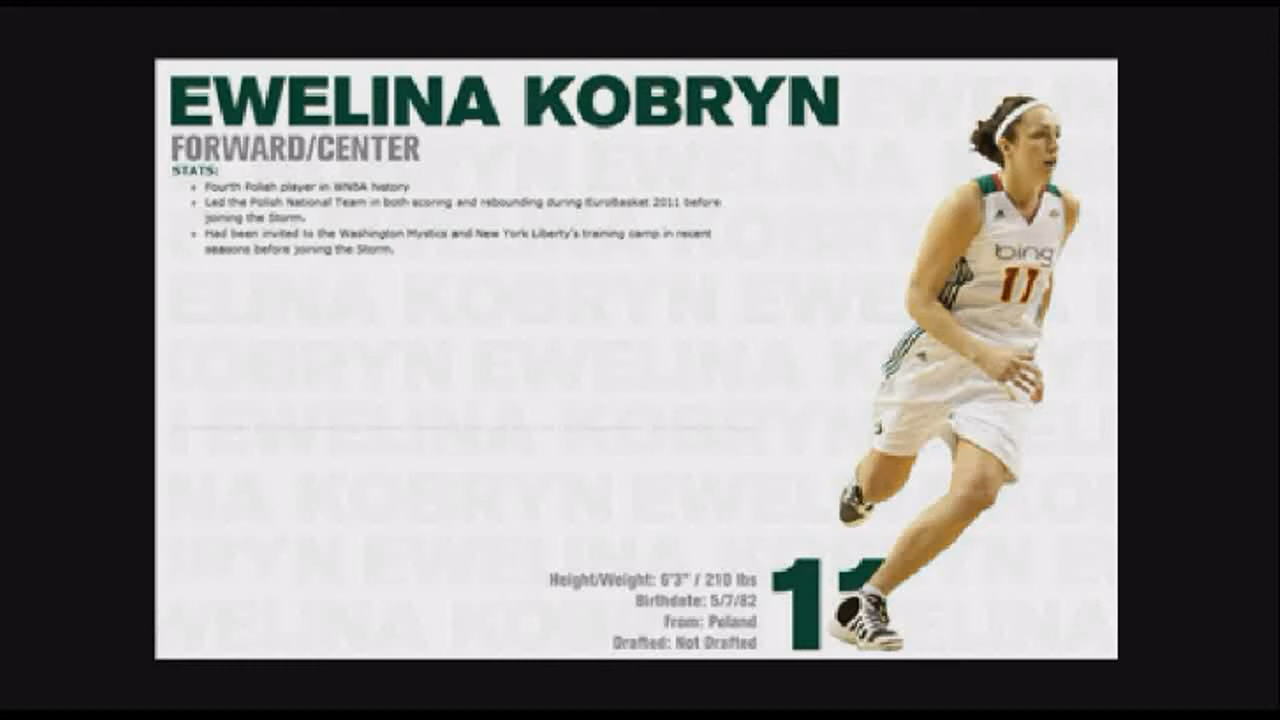 EWELINA KOBRYN
FORWARD/CENTER
STATS:
Fourth Polish player in WNBA history
Led the Polish National Team in both scoring and rebounding during EuroBasket 2011 before
joining the Storm.
Had been invited to the Washington Mystics and New York Liberty's training camp in recent
seasons before joining the Storm.
bing
11
Height/Weight: 6'3" / 210 lbs
Birthdate: 5/7/82
From: Poland
Drafted: Not Drafted
11